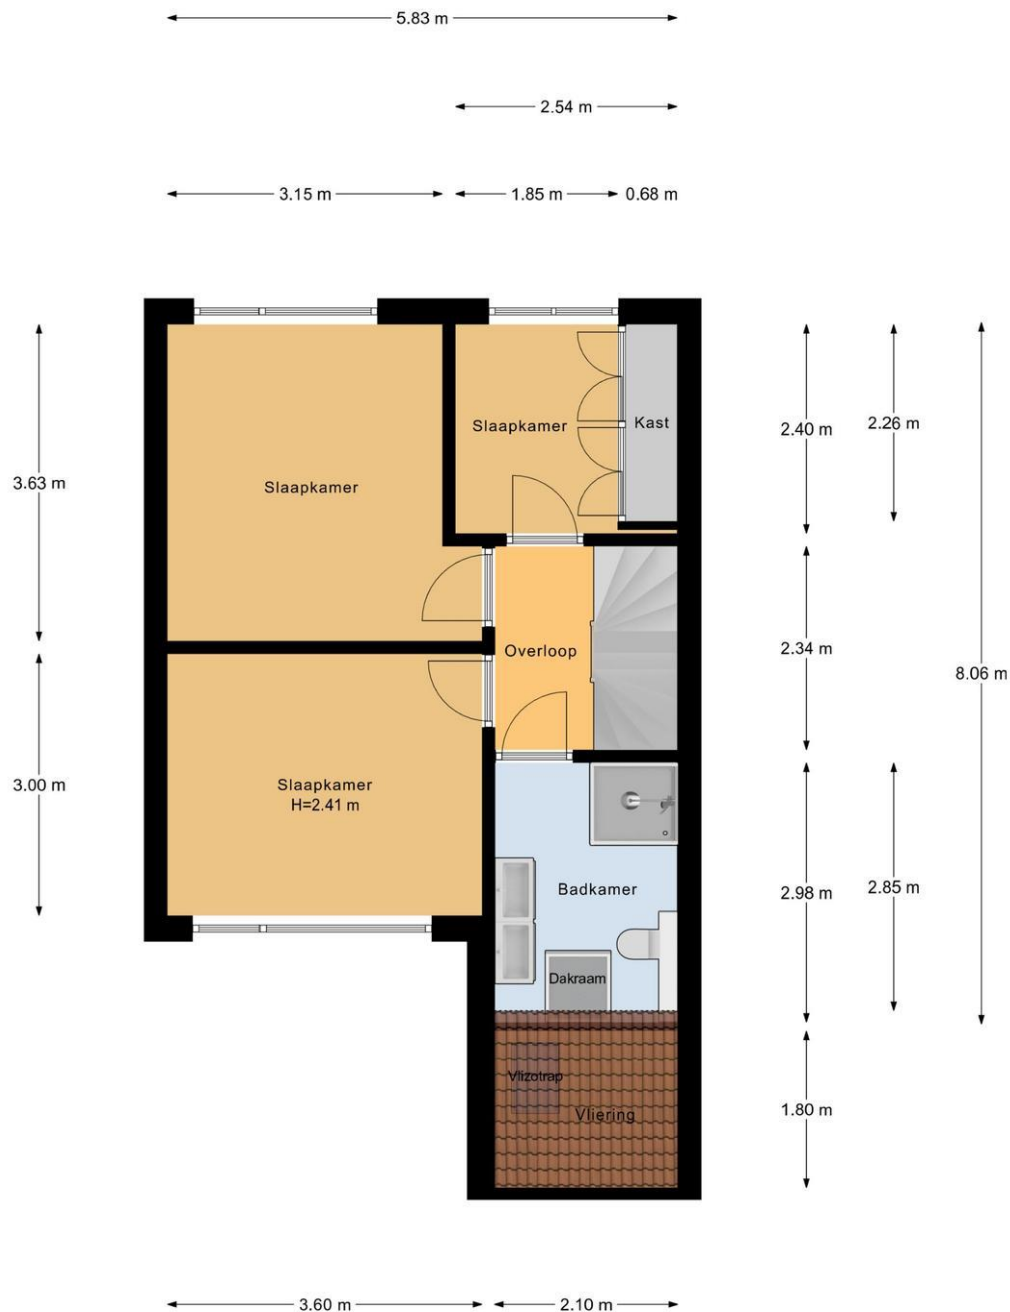 5.83 m
2.54 m
3.15 m
1.85 m
0.68 m
3.63 m
Slaapkamer
Slaapkamer
Kast
2.40 m
2.26 m
Overloop
2.34 m
8.06 m
3.00 m
Slaapkamer
H=2.41 m
Badkamer
2.98 m
2.85 m
Dakraam
Vlizotrap
Vliering
1.80 m
3.60 m
2.10 m